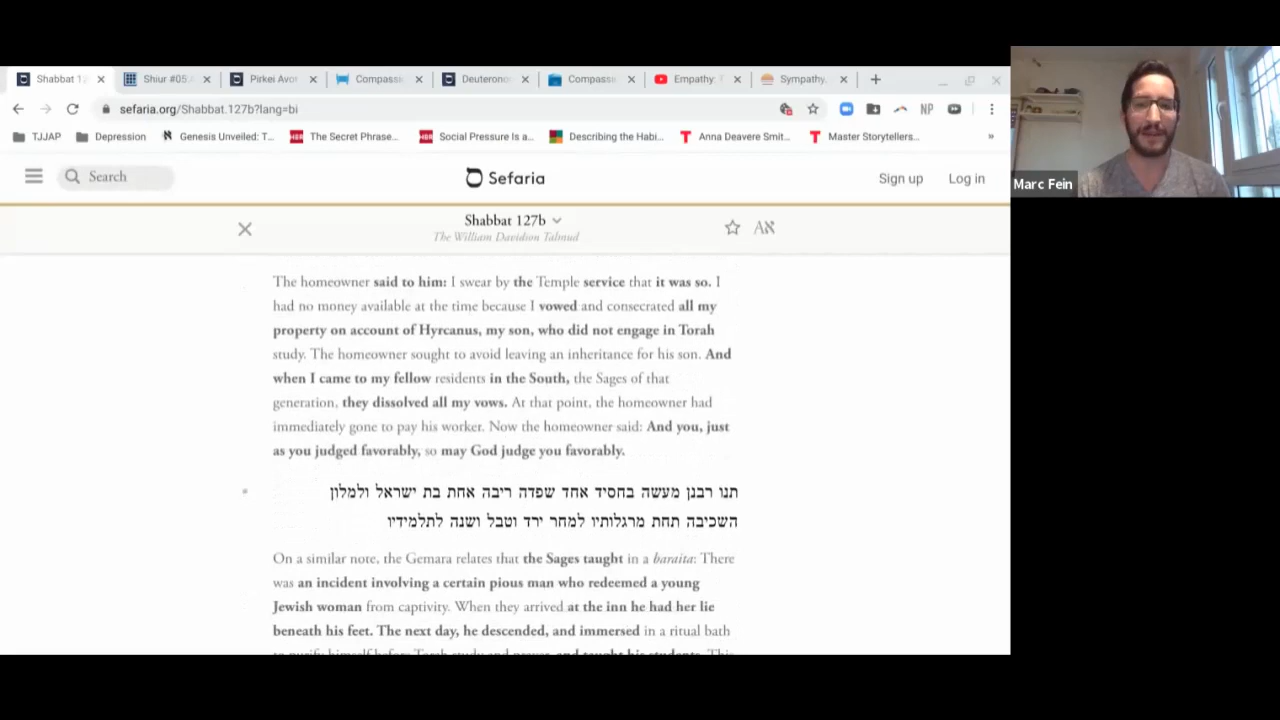 Shabbat 1
Shiur #05:
Pirkei Avos
Compassi
Deuterono
Compassi
Empathy:
Sympathy,
sefaria.org/Shabbat.127b?lang=bi
NP
TJJAP
Depression
Genesis Unveiled: T...
The Secret Phrase...
Social Pressure Is a...
Describing the Habi...
Anna Deavere Smit...
Master Storytellers...
»
Search
Sefaria
Sign up
Log in
Shabbat 127b
The William Davidson Talmud
The homeowner said to him: I swear by the Temple service that it was so. I
had no money available at the time because I vowed and consecrated all my
property on account of Hyrcanus, my son, who did not engage in Torah
study. The homeowner sought to avoid leaving an inheritance for his son. And
when I came to my fellow residents in the South, the Sages of that
generation, they dissolved all my vows. At that point, the homeowner had
immediately gone to pay his worker. Now the homeowner said: And you, just
as you judged favorably, so may God judge you favorably.
תנו רבנן מעשה בחסיד אחד שפדה ריבה אחת בת ישראל ולמלון
השכיבה תחת מרגלותיו למחר ירד וטבל ושנה לתלמידיו
On a similar note, the Gemara relates that the Sages taught in a baraita: There
was an incident involving a certain pious man who redeemed a young
Jewish woman from captivity. When they arrived at the inn he had her lie
beneath his feet. The next day, he descended, and immersed in a ritual bath
Marc Fein